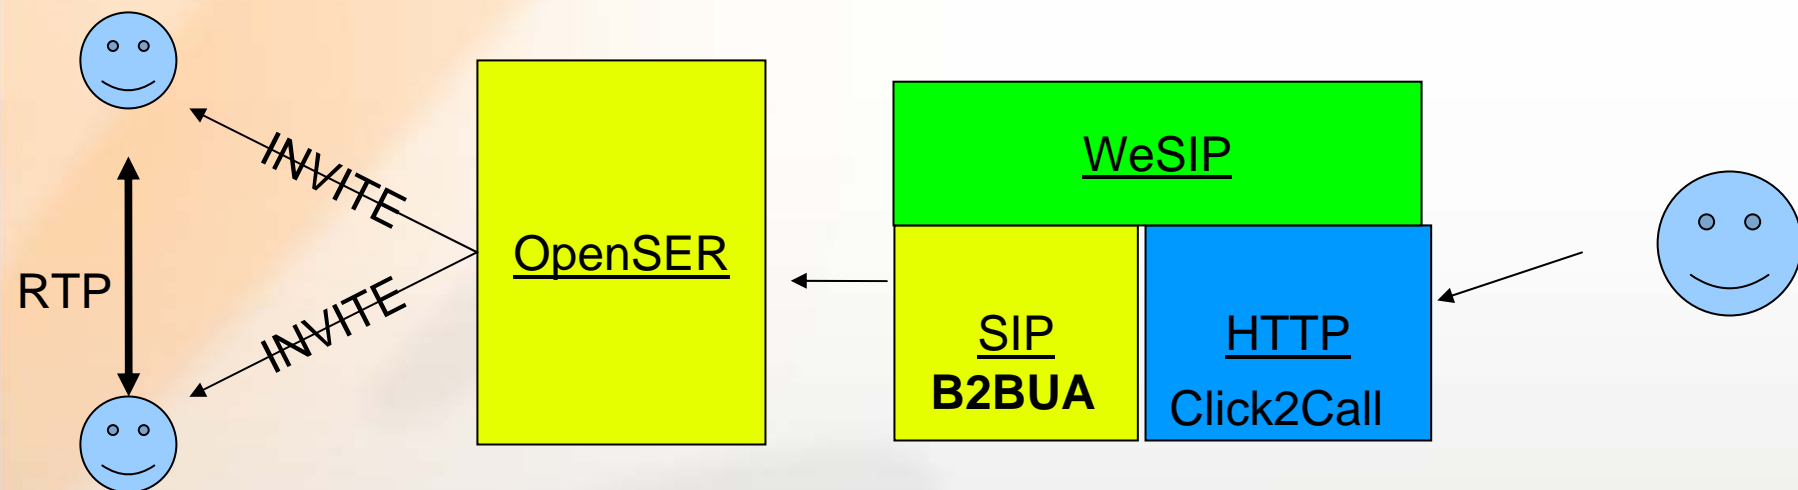 INVITE
RTP
INVITE
OpenSER
WeSIP
SIP
B2BUA
HTTP
Click2Call